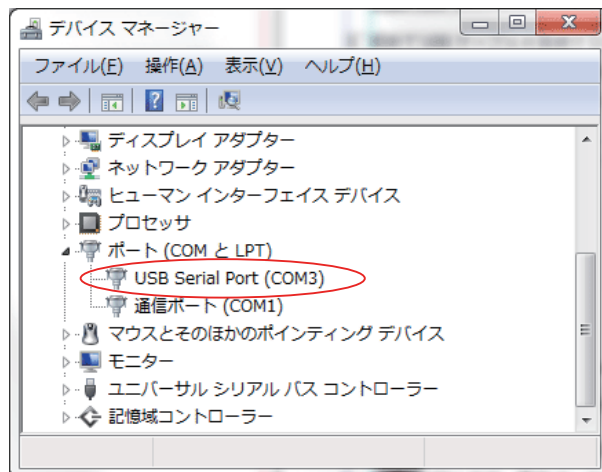 デバイス マネージャー
ファイル(F) 操作(A) 表示(V) ヘルプ(H)
ディスプレイ アダプター
ネットワーク アダプター
ヒューマン インターフェイス デバイス
プロセッサ
ポート (COM と LPT)
USB Serial Port (COM3)
通信ポート (COM1)
マウスとそのほかのポインティング デバイス
モニター
ユニバーサル シリアル バス コントローラー
記憶域コントローラー